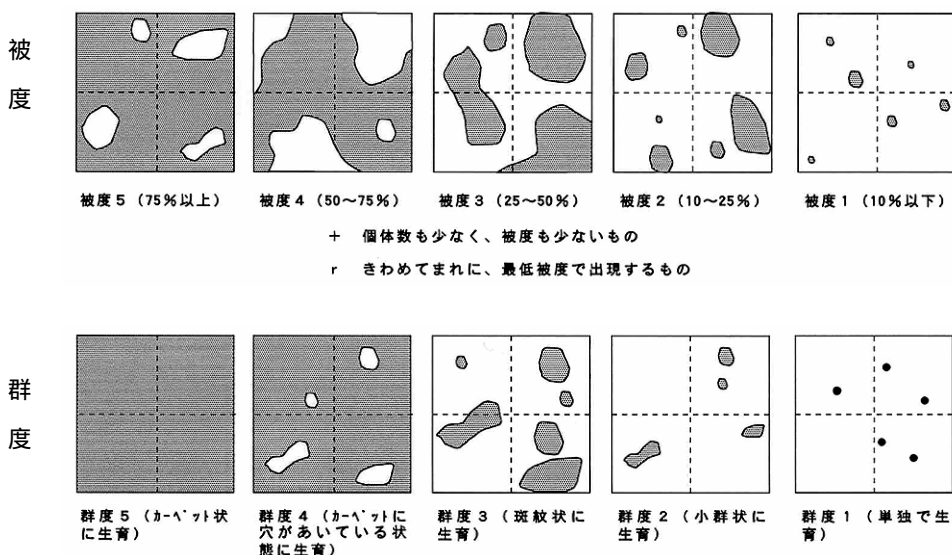 被度
被度5 (75%以上)
被度4 (50~75%)
被度3 (25~50%)
被度2 (10~25%)
被度1 (10%以下)
+ 個体数も少なく、被度も少ないもの
r きわめてまれに、最低被度で出現するもの
群度
群度5 (カーペット状
に生育)
群度4 (カーペットに
穴があいている状
態に生育)
群度3 (斑紋状に
生育)
群度2 (小群状に
生育)
群度1 (単独で生
育)